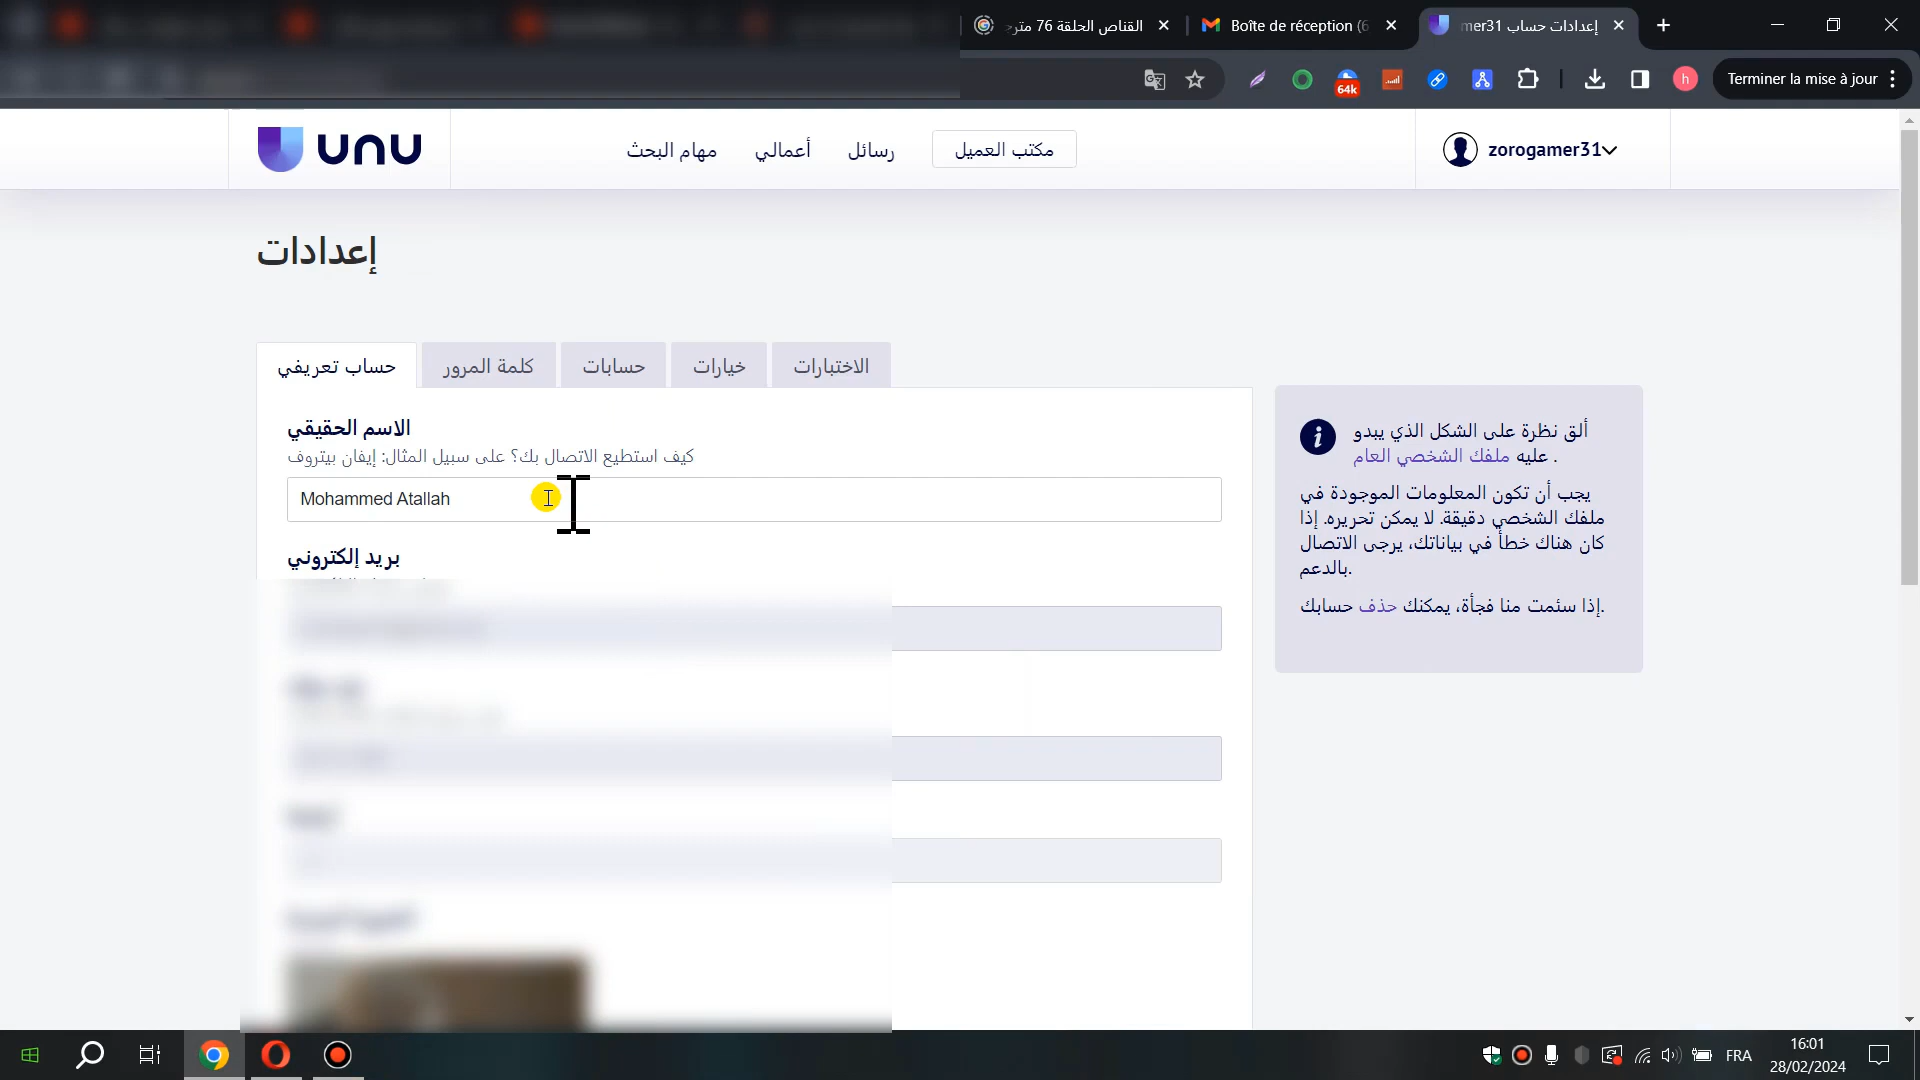 القناص الحلقة 76 مترج
Boîte de réception (6
إعدادات حساب mer31
64k
h
Terminer la mise à jour
unu
مهام البحث
أعمالي
رسائل
مكتب العميل
zorogamer31
إعدادات
حساب تعريفي
كلمة المرور
حسابات
خيارات
الاختبارات
الاسم الحقيقي
كيف استطيع الاتصال بك؟ على سبيل المثال: إيفان بيتروف
Mohammed Atallah
بريد إلكتروني
ألق نظرة على الشكل الذي يبدو
عليه ملفك الشخصي العام .
يجب أن تكون المعلومات الموجودة في
ملفك الشخصي دقيقة. لا يمكن تحريره. إذا
كان هناك خطأ في بياناتك، يرجى الاتصال
بالدعم.
إذا سئمت منا فجأة، يمكنك حذف حسابك.
FRA
16:01
28/02/2024